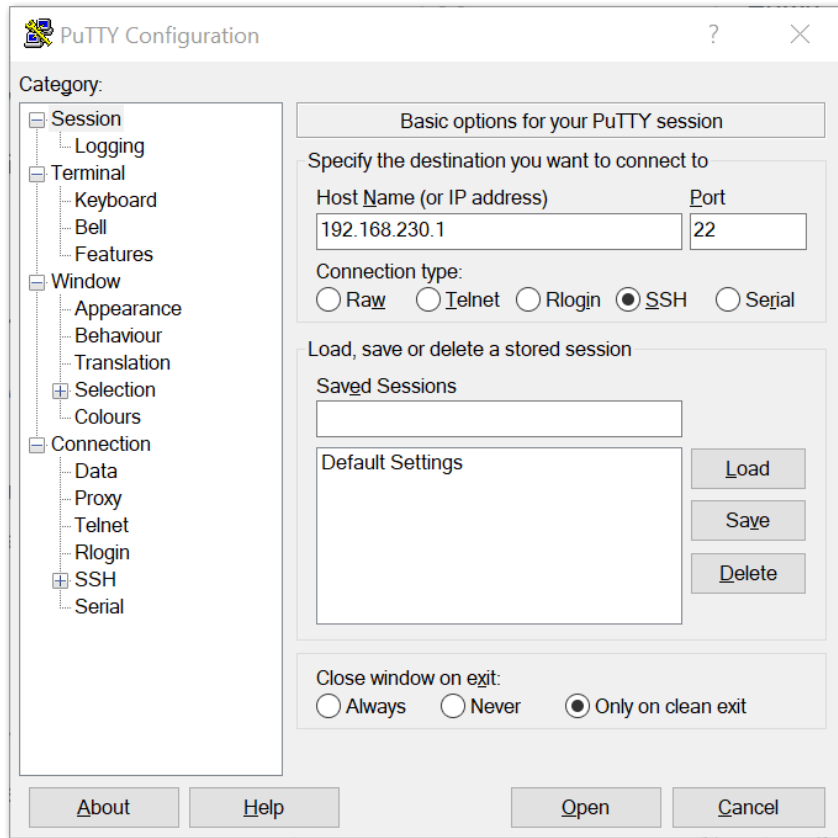 PuTTY Configuration
?
Category:
Session
Logging
Terminal
Keyboard
Bell
Features
Window
Appearance
Behaviour
Translation
Selection
Colours
Connection
Data
Proxy
Telnet
Rlogin
SSH
Serial
Basic options for your PuTTY session
Specify the destination you want to connect to
Host Name (or IP address) Port
192.168.230.1 22
Connection type:
Raw Telnet Rlogin SSH Serial
Load, save or delete a stored session
Saved Sessions
Default Settings
Load
Save
Delete
Close window on exit:
Always Never Only on clean exit
About Help Open Cancel